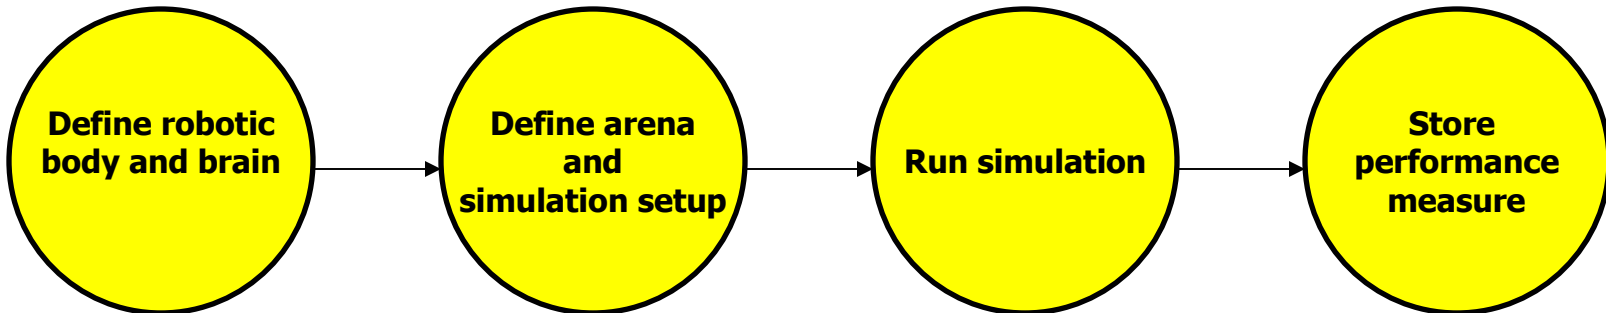 Define robotic
body and brain
Define arena
and
simulation setup
Run simulation
Store
performance
measure